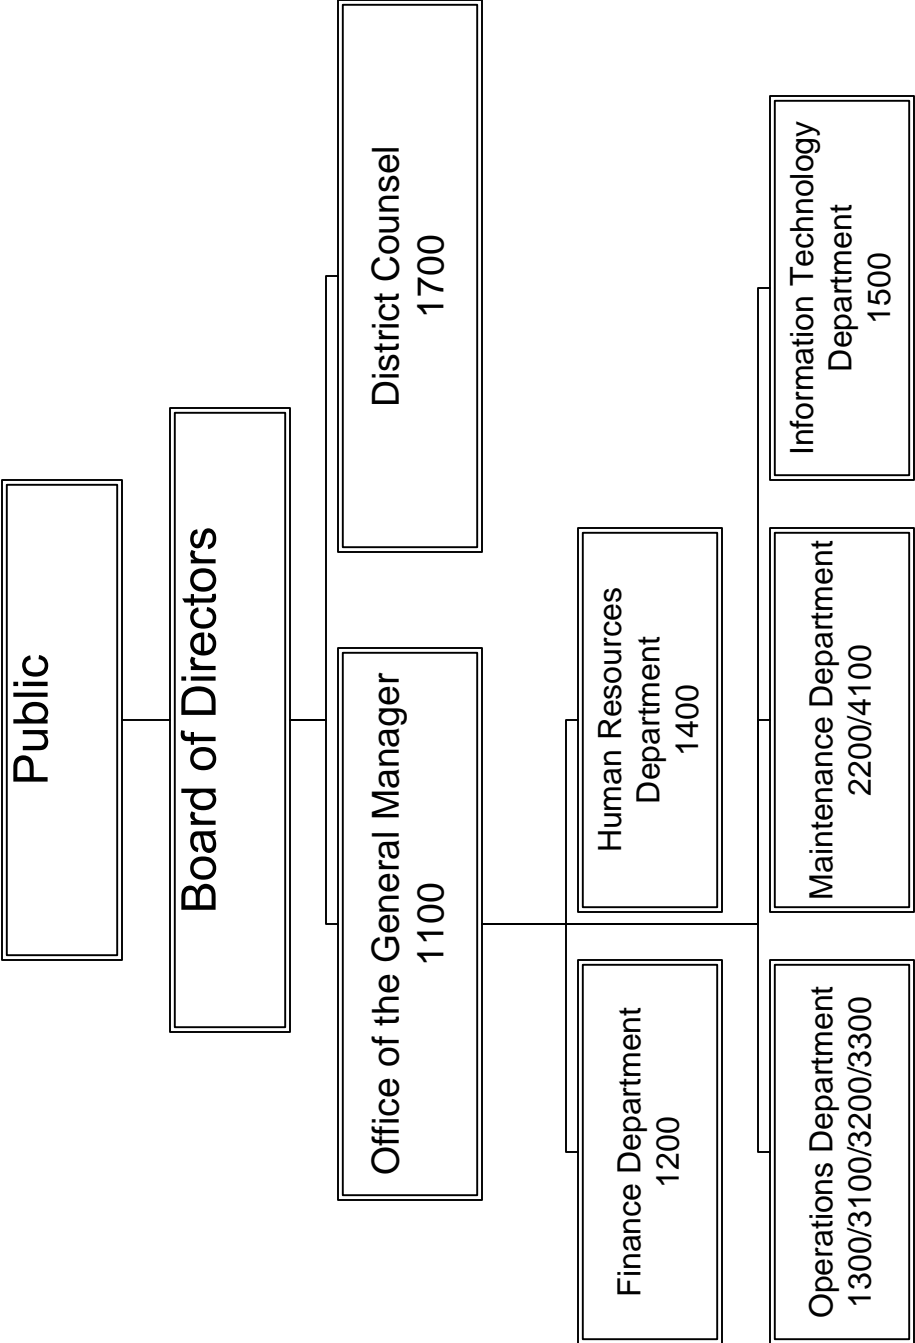 Public
Board of Directors
Office of the General Manager
1100
District Counsel
1700
Finance Department
1200
Human Resources
Department
1400
Operations Department
1300/3100/3200/3300
Maintenance Department
2200/4100
Information Technology
Department
1500